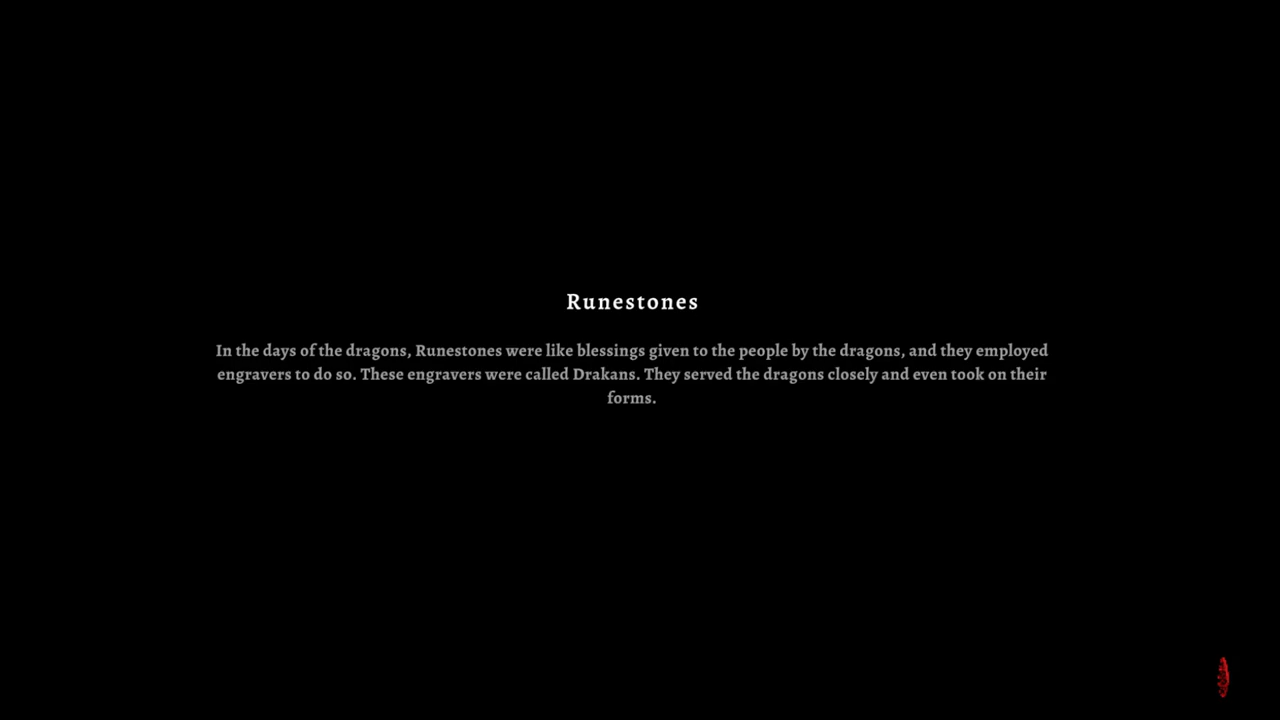 Runestones
In the days of the dragons, Runestones were like blessings given to the people by the dragons, and they employed
engravers to do so. These engravers were called Drakans. They served the dragons closely and even took on their
forms.